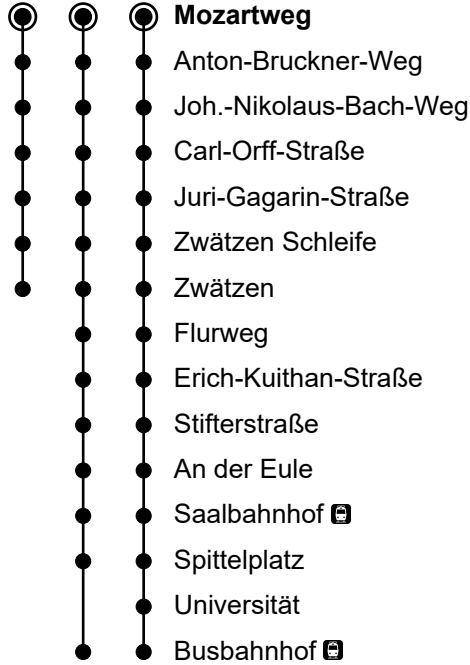 Mozartweg
Anton-Bruckner-Weg
Joh.-Nikolaus-Bach-Weg
Carl-Orff-Straße
Juri-Gagarin-Straße
Zwätzen Schleife
Zwätzen
Flurweg
Erich-Kuithan-Straße
Stifterstraße
An der Eule
Saalbahnhof
Spittelplatz
Universität
Busbahnhof